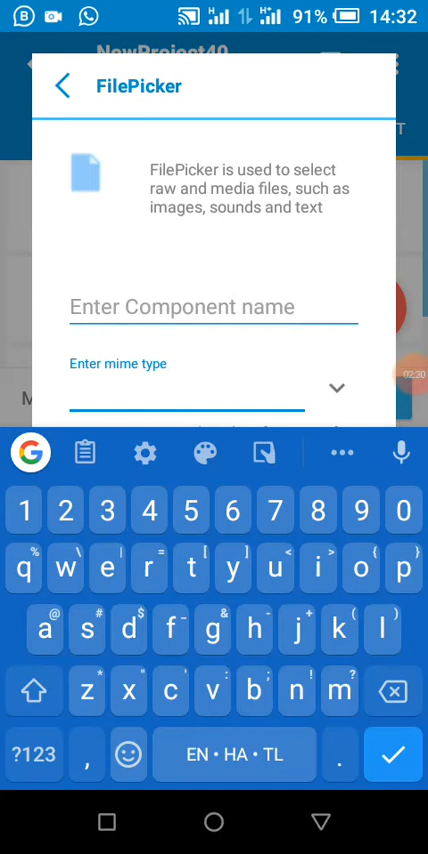 91% 14:32
NewProject40
FilePicker
T
FilePicker is used to select
raw and media files, such as
images, sounds and text
Enter Component name
02:30
Enter mime type
M
1 2 3 4 5 6 7 8 9 0
% \ | = [ ] < > { }
q w e r t y u i o p
@ # $ _ & - + ( )
a s d f g h j k l
* " ' : ; ! ?
z x c v b n m
?123 , EN • HA • TL .